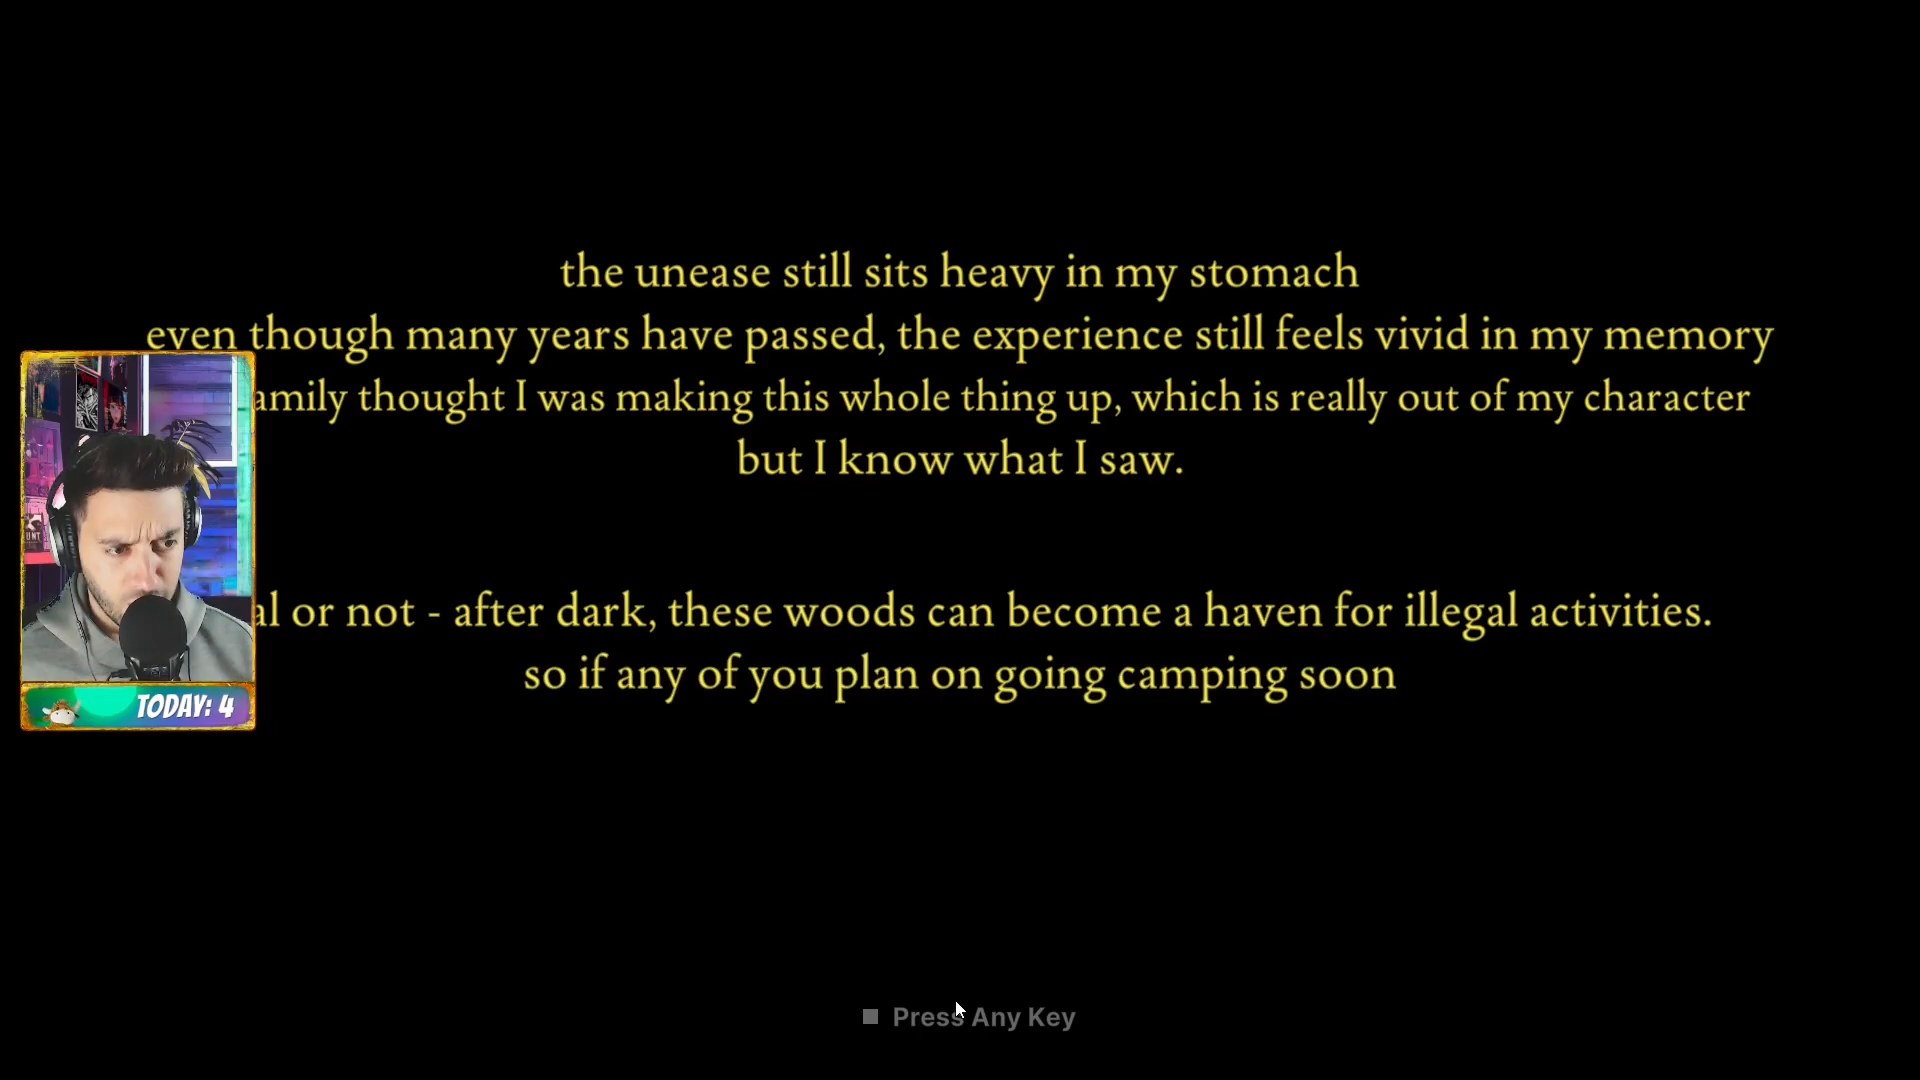 the unease still sits heavy in my stomach
even though many years have passed, the experience still feels vivid in my memory
amily thought I was making this whole thing up, which is really out of my character
but I know what I saw.
al or not - after dark, these woods can become a haven for illegal activities.
so if any of you plan on going camping soon
TODAY: 4
Press Any Key